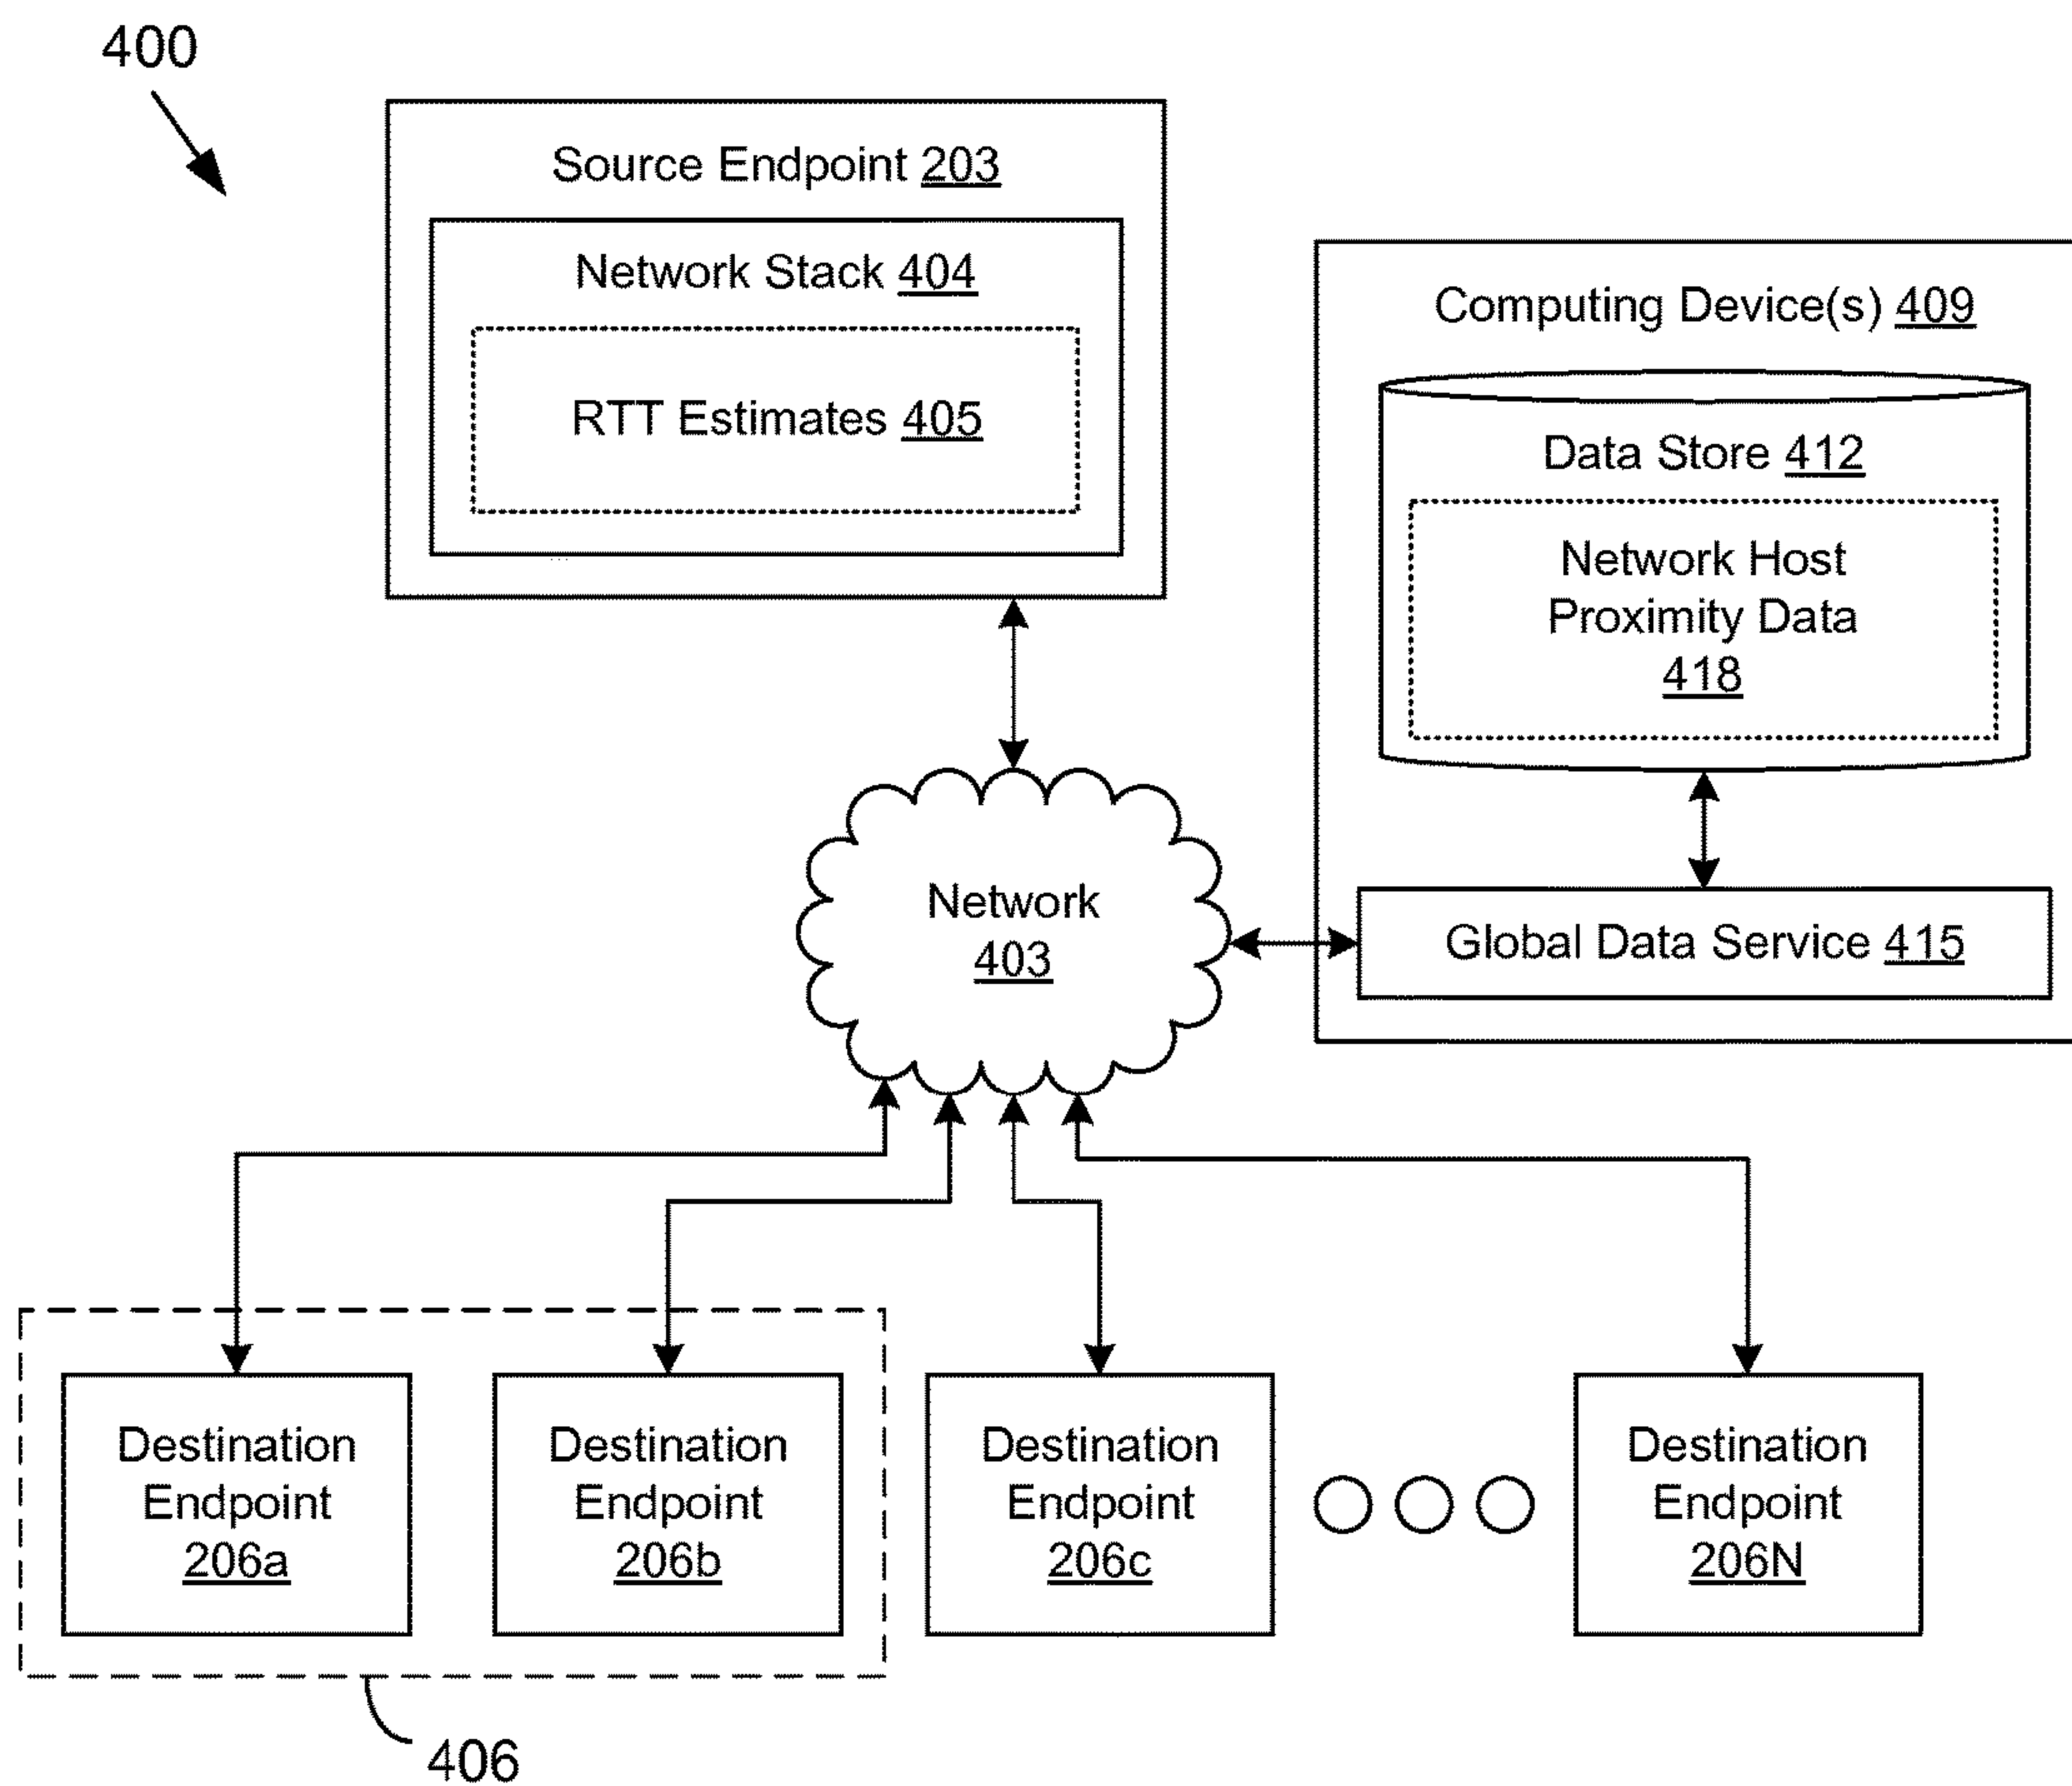 400
Source Endpoint 203
Network Stack 404
RTT Estimates 405
Computing Device(s) 409
Data Store 412
Network Host
Proximity Data
418
Network
403
Global Data Service 415
Destination
Endpoint
206a
Destination
Endpoint
206b
Destination
Endpoint
206c
Destination
Endpoint
206N
406